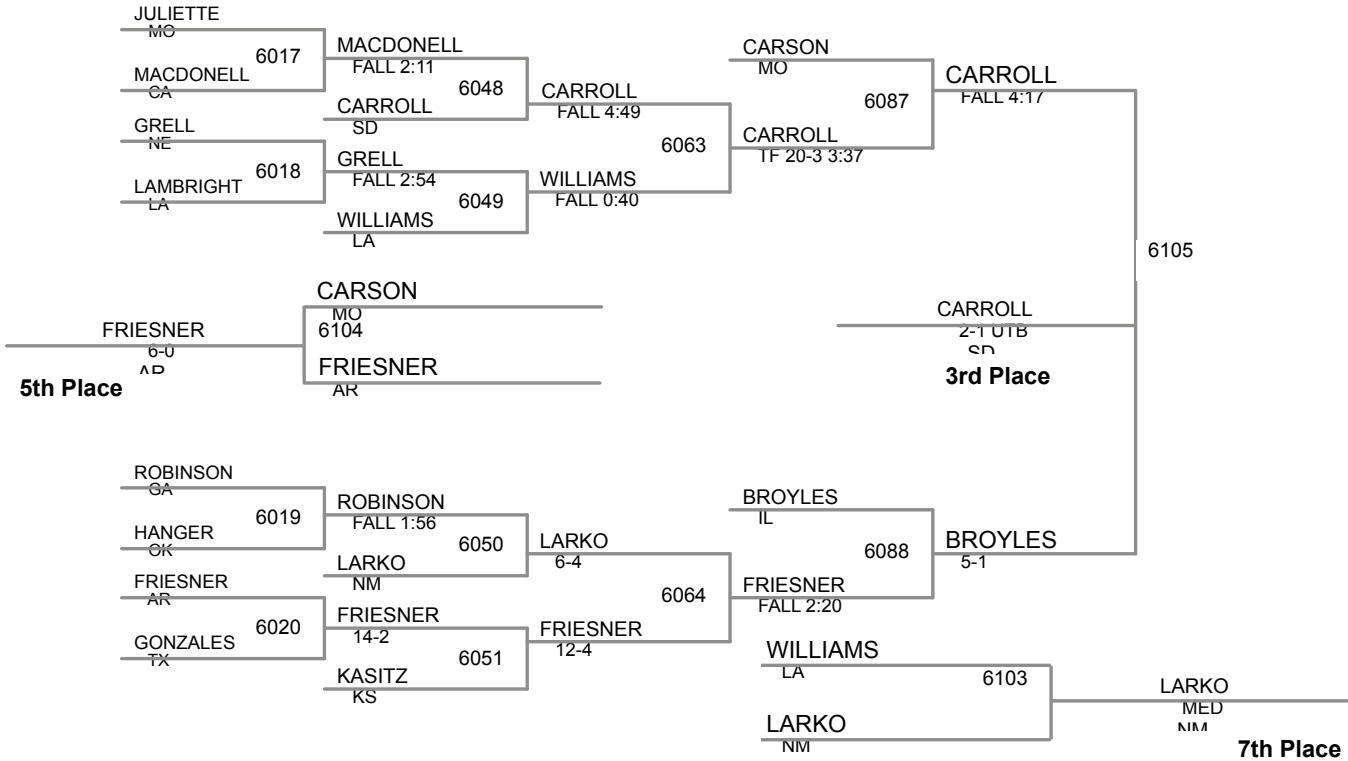 JULIETTE
MO
6017
MACDONELL
CA
MACDONELL
FALL 2:11
6048
CARROLL
SD
GRELL
NE
6018
LAMBRIGHT
LA
GRELL
FALL 2:54
6049
WILLIAMS
LA
CARROLL
FALL 4:49
6063
WILLIAMS
FALL 0:40
CARSON
MO
6087
CARROLL
TF 20-3 3:37
CARROLL
FALL 4:17
6105
CARROLL
2-1 UTB
SD
3rd Place
CARSON
MO
6104
FRIESNER
AR
FRIESNER
6-0
AR
5th Place
ROBINSON
GA
6019
HANGER
OK
ROBINSON
FALL 1:56
6050
LARKO
NM
FRIESNER
AR
6020
GONZALES
TX
FRIESNER
14-2
6051
KASITZ
KS
LARKO
6-4
6064
FRIESNER
12-4
BROYLES
IL
6088
FRIESNER
FALL 2:20
BROYLES
5-1
WILLIAMS
LA
6103
LARKO
NM
LARKO
MED
NM
7th Place